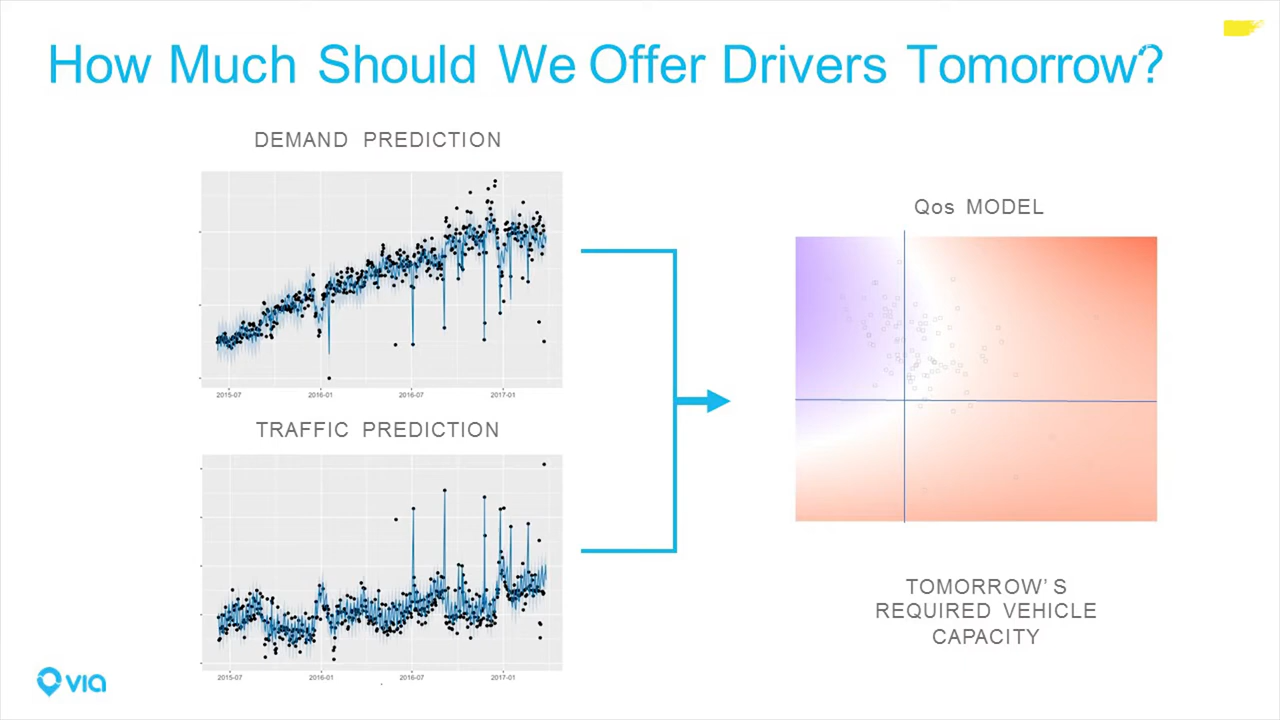 How Much Should We Offer Drivers Tomorrow?
DEMAND PREDICTION
2015-07 2016-01 2016-07 2017-01
TRAFFIC PREDICTION
2015-07 2016-01 2016-07 2017-01
Qos MODEL
TOMORROW' S
REQUIRED VEHICLE
CAPACITY
via